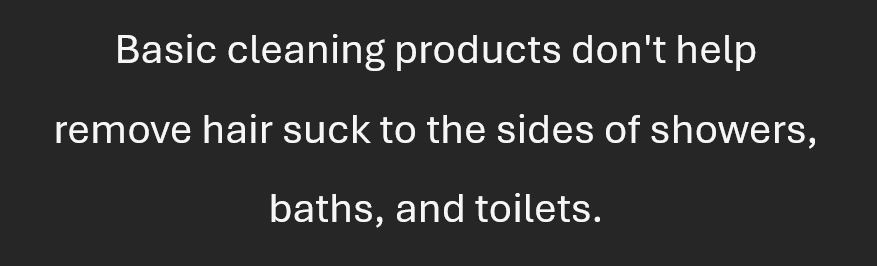 Basic cleaning products don't help
remove hair suck to the sides of showers,
baths, and toilets.